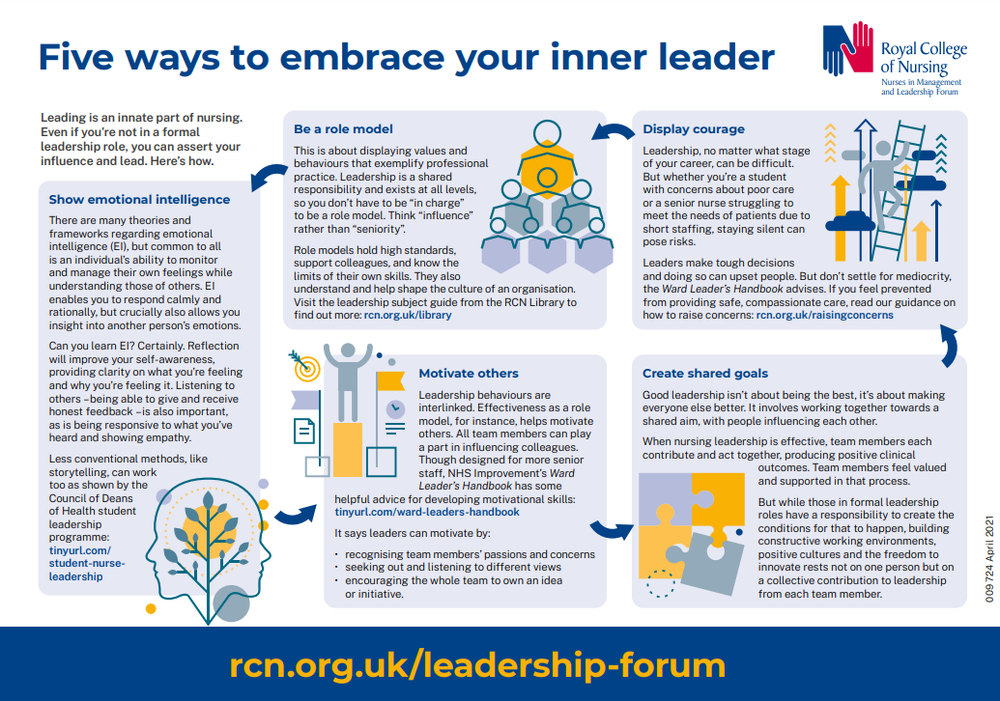 Five ways to embrace your inner leader
Royal College
of Nursing
Nurses in Management
and Leadership Forum
Leading is an innate part of nursing.
Even if you’re not in a formal
leadership role, you can assert your
influence and lead. Here’s how.
Show emotional intelligence
There are many theories and
frameworks regarding emotional
intelligence (EI), but common to all
is an individual’s ability to monitor
and manage their own feelings while
understanding those of others. EI
enables you to respond calmly and
rationally, but crucially also allows you
insight into another person’s emotions.
Can you learn EI? Certainly. Reflection
will improve your self-awareness,
providing clarity on what you’re feeling
and why you’re feeling it. Listening to
others – being able to give and receive
honest feedback – is also important,
as is being responsive to what you’ve
heard and showing empathy.
Less conventional methods, like
storytelling, can work
too as shown by the
Council of Deans
of Health student
leadership
programme:
tinyurl.com/
student-nurse-
leadership
Motivate others
Leadership behaviours are
interlinked. Effectiveness as a role
model, for instance, helps motivate
others. All team members can play
a part in influencing colleagues.
Though designed for more senior
staff, NHS Improvement’s Ward
Leader’s Handbook has some
helpful advice for developing motivational skills:
tinyurl.com/ward-leaders-handbook
It says leaders can motivate by:
· recognising team members’ passions and concerns
· seeking out and listening to different views
· encouraging the whole team to own an idea
or initiative.
Create shared goals
Good leadership isn’t about being the best, it’s about making
everyone else better. It involves working together towards a
shared aim, with people influencing each other.
When nursing leadership is effective, team members each
contribute and act together, producing positive clinical
outcomes. Team members feel valued
and supported in that process.
But while those in formal leadership
roles have a responsibility to create the
conditions for that to happen, building
constructive working environments,
positive cultures and the freedom to
innovate rests not on one person but on
a collective contribution to leadership
from each team member.
Display courage
Leadership, no matter what stage
of your career, can be difficult.
But whether you’re a student
with concerns about poor care
or a senior nurse struggling to
meet the needs of patients due to
short staffing, staying silent can
pose risks.
Leaders make tough decisions
and doing so can upset people. But don’t settle for mediocrity,
the Ward Leader’s Handbook advises. If you feel prevented
from providing safe, compassionate care, read our guidance on
how to raise concerns: rcn.org.uk/raisingconcerns
Be a role model
This is about displaying values and
behaviours that exemplify professional
practice. Leadership is a shared
responsibility and exists at all levels,
so you don’t have to be “in charge”
to be a role model. Think “influence”
rather than “seniority”.
Role models hold high standards,
support colleagues, and know the
limits of their own skills. They also
understand and help shape the culture of an organisation.
Visit the leadership subject guide from the RCN Library to
find out more: rcn.org.uk/library
009 724 April 2021
rcn.org.uk/leadership-forum